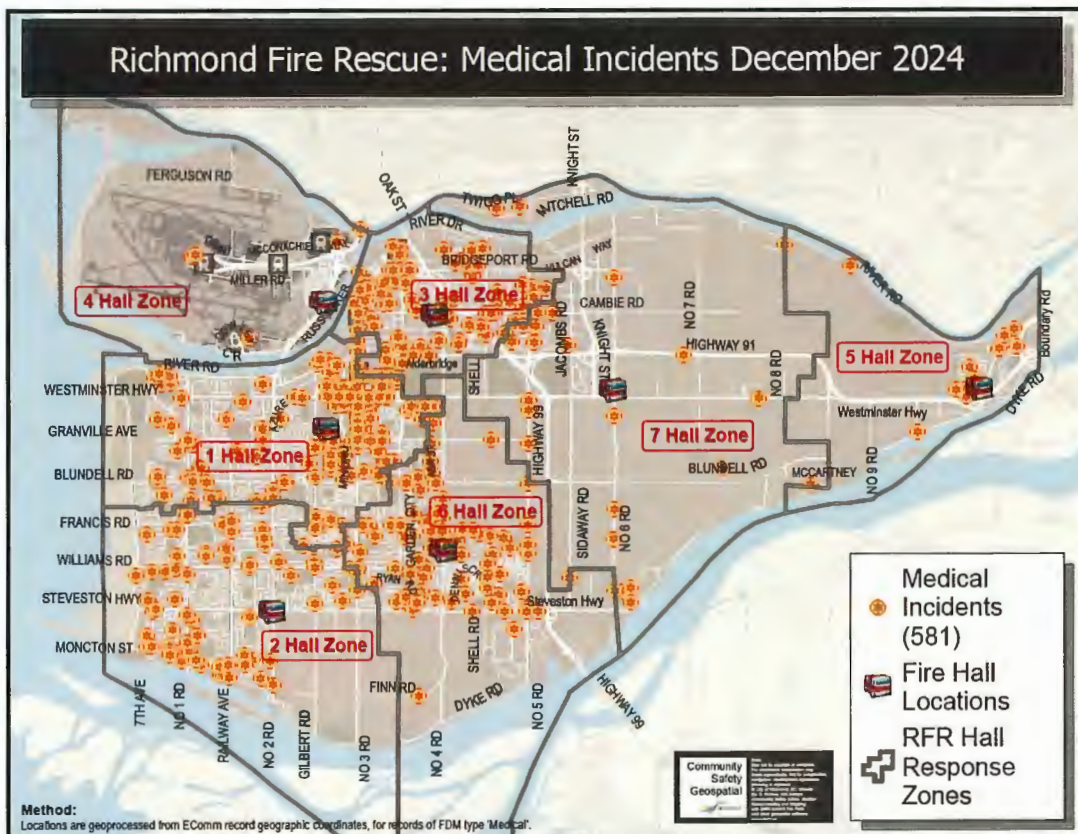 Richmond Fire Rescue: Medical Incidents December 2024
FERGUSON RD
OAK ST
KNIGHT ST
MITCHELL RD
RIVER DR
BRIDGEPORT RD
WAY
MILLER RD
4 Hall Zone
3 Hall Zone
CAMBIE RD
NO 7 RD
RIVER RD
Boundary Rd
RIVER RD
Alderbridge
SHELL
JACOMBS RD
HIGHWAY 91
NO 8 RD
5 Hall Zone
WESTMINSTER HWY
DYKE RD
Westminster Hwy
GRANVILLE AVE
AZURE
1 Hall Zone
HIGHWAY 99
7 Hall Zone
BLUNDELL RD
BLUNDELL RD
MCCARTNEY
NO 9 RD
6 Hall Zone
GARDEN CITY
FRANCIS RD
SIDAWAY RD
NO 6 RD
WILLIAMS RD
RYAN
STEVESTON HWY
Steveston Hwy
2 Hall Zone
SHELL RD
MONCTON ST
FINN RD
DYKE RD
HIGHWAY 99
7TH AVE
NO 1 RD
RAILWAY AVE
NO 2 RD
GILBERT RD
NO 3 RD
NO 4 RD
NO 5 RD
Medical
Incidents
(581)
Fire Hall
Locations
RFR Hall
Response
Zones
Community
Safety
Geospatial
Method:
Locations are geoprocessed from EComm record geographic coordinates, for records of FDM type 'Medical'.